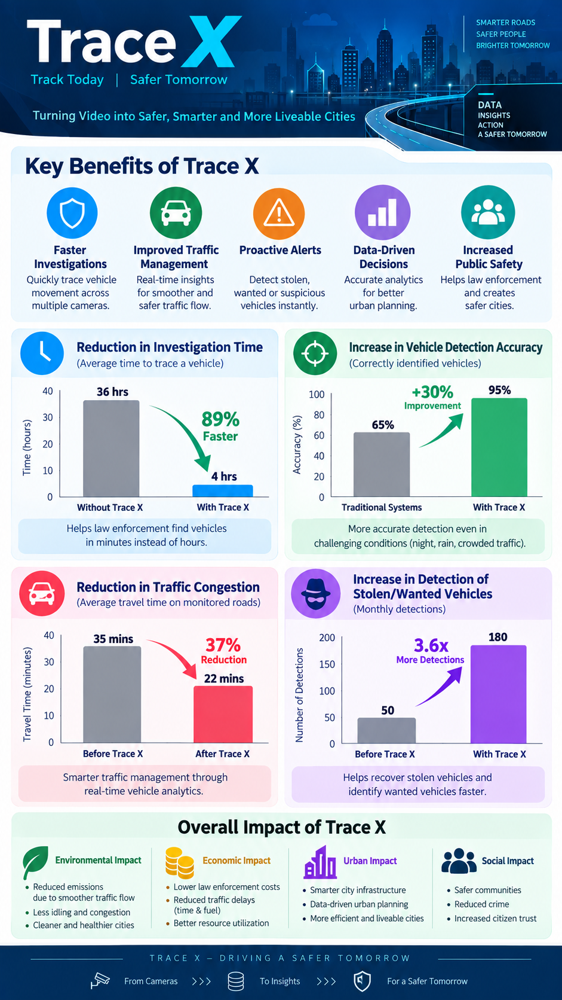 Trace X
Track Today | Safer Tomorrow
Turning Video into Safer, Smarter and More Liveable Cities
SMARTER ROADS
SAFER PEOPLE
BRIGHTER TOMORROW
DATA
INSIGHTS
ACTION
A SAFER TOMORROW
Key Benefits of Trace X
Faster
Investigations
Quickly trace vehicle
movement across
multiple cameras.
Improved Traffic
Management
Real-time insights
for smoother and
safer traffic flow.
Proactive Alerts
Detect stolen,
wanted or suspicious
vehicles instantly.
Data-Driven
Decisions
Accurate analytics
for better
urban planning.
Increased
Public Safety
Helps law enforcement
and creates
safer cities.
Reduction in Investigation Time
(Average time to trace a vehicle)
Time (hours)
40
30
20
10
0
36 hrs
89%
Faster
4 hrs
Without Trace X
With Trace X
Helps law enforcement find vehicles
in minutes instead of hours.
Increase in Vehicle Detection Accuracy
(Correctly identified vehicles)
Accuracy (%)
100
80
60
40
20
0
65%
+30%
Improvement
95%
Traditional Systems
With Trace X
More accurate detection even in
challenging conditions (night, rain, crowded traffic).
Reduction in Traffic Congestion
(Average travel time on monitored roads)
Travel Time (minutes)
40
30
20
10
0
35 mins
37%
Reduction
22 mins
Before Trace X
After Trace X
Smarter traffic management through
real-time vehicle analytics.
Increase in Detection of
Stolen/Wanted Vehicles
(Monthly detections)
Number of Detections
200
150
100
50
0
50
3.6x
More Detections
180
Before Trace X
With Trace X
Helps recover stolen vehicles and
identify wanted vehicles faster.
Overall Impact of Trace X
Environmental Impact
• Reduced emissions
due to smoother traffic flow
• Less idling and congestion
• Cleaner and healthier cities
Economic Impact
• Lower law enforcement costs
• Reduced traffic delays
(time & fuel)
• Better resource utilization
Urban Impact
• Smarter city infrastructure
• Data-driven urban planning
• More efficient and liveable cities
Social Impact
• Safer communities
• Reduced crime
• Increased citizen trust
TRACE X – DRIVING A SAFER TOMORROW
From Cameras >>> To Insights >>> For a Safer Tomorrow